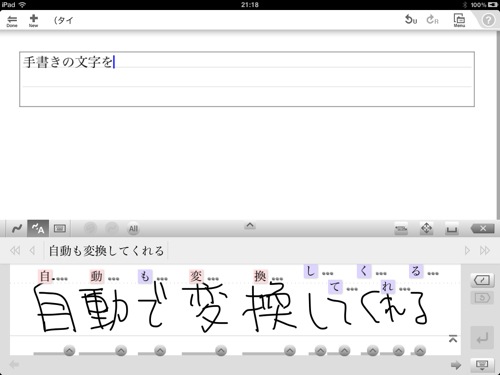 iPad 21:18 100%
Done New (タイ U R Menu ?
手書きの文字を
A All
自動も変換してくれる
自 動 も 変 換 し く る
て れ
自動で変換してくれる